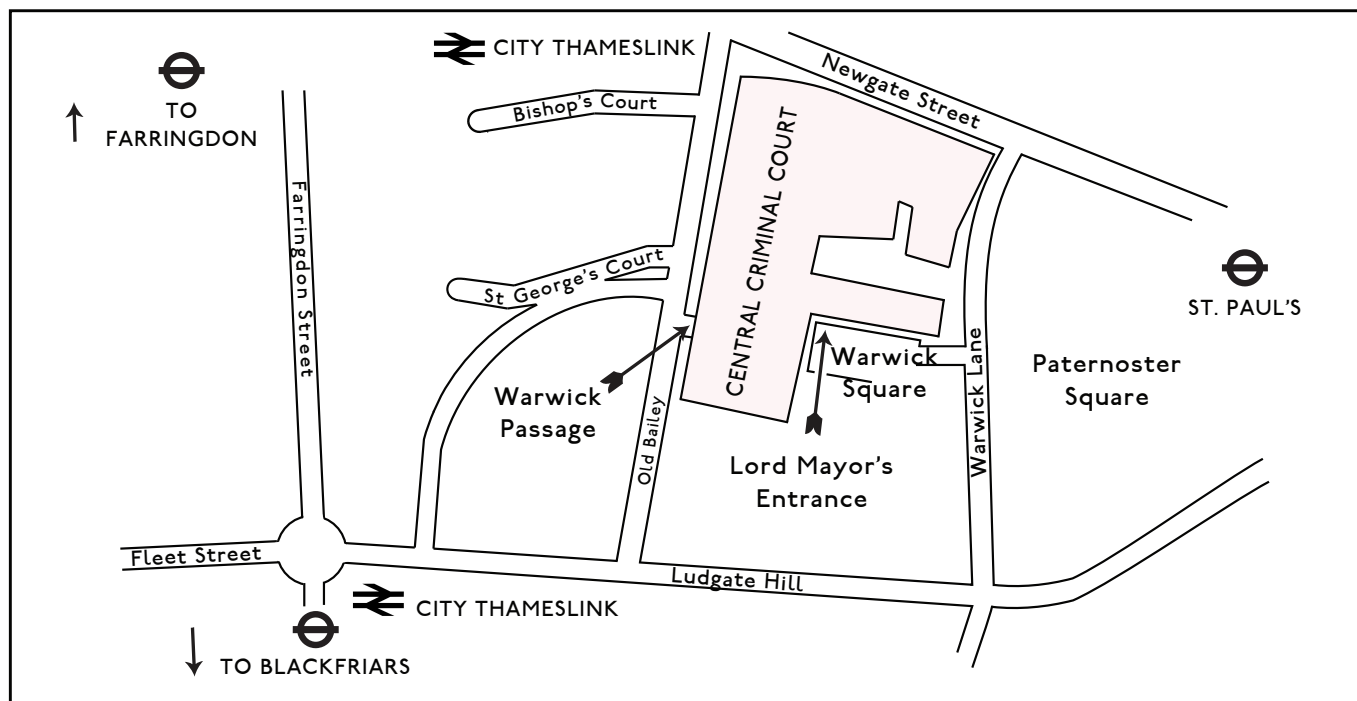 CITY THAMESLINK
Newgate Street
TO
FARRINGDON
Bishop's Court
CENTRAL CRIMINAL COURT
Farringdon Street
St George's Court
ST. PAUL'S
Warwick
Passage
Old Bailey
Warwick
Square
Warwick Lane
Paternoster
Square
Lord Mayor's
Entrance
Fleet Street
Ludgate Hill
CITY THAMESLINK
TO BLACKFRIARS